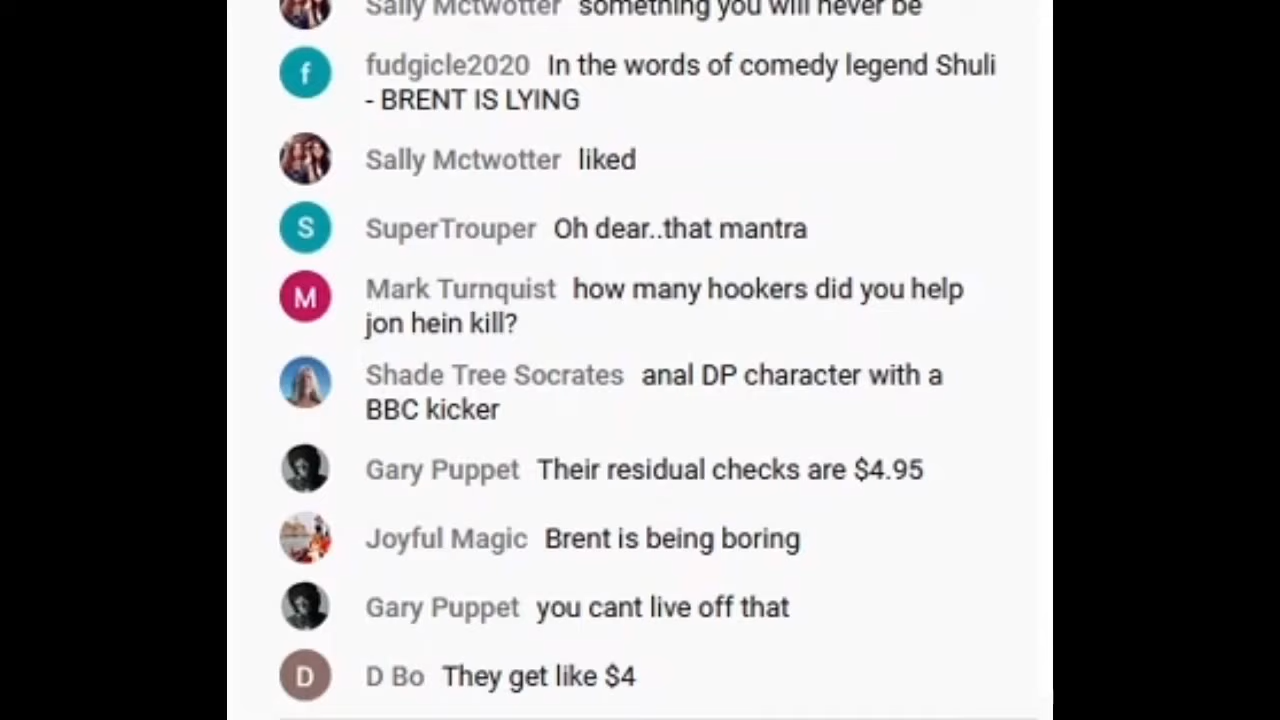 Sally Mctwotter something you will never be
f fudgicle2020 In the words of comedy legend Shuli
- BRENT IS LYING
Sally Mctwotter liked
S SuperTrouper Oh dear..that mantra
M Mark Turnquist how many hookers did you help
jon hein kill?
Shade Tree Socrates anal DP character with a
BBC kicker
Gary Puppet Their residual checks are $4.95
Joyful Magic Brent is being boring
Gary Puppet you cant live off that
D D Bo They get like $4